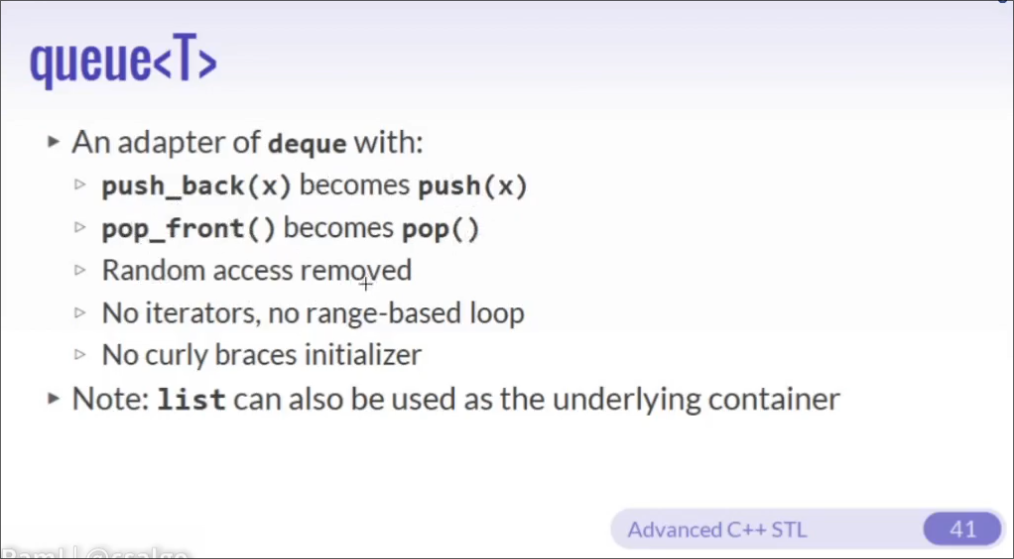 queue<T>
▸ An adapter of deque with:
▹ push_back(x) becomes push(x)
▹ pop_front() becomes pop()
▹ Random access removed
▹ No iterators, no range-based loop
▹ No curly braces initializer
▸ Note: list can also be used as the underlying container
Advanced C++ STL 41